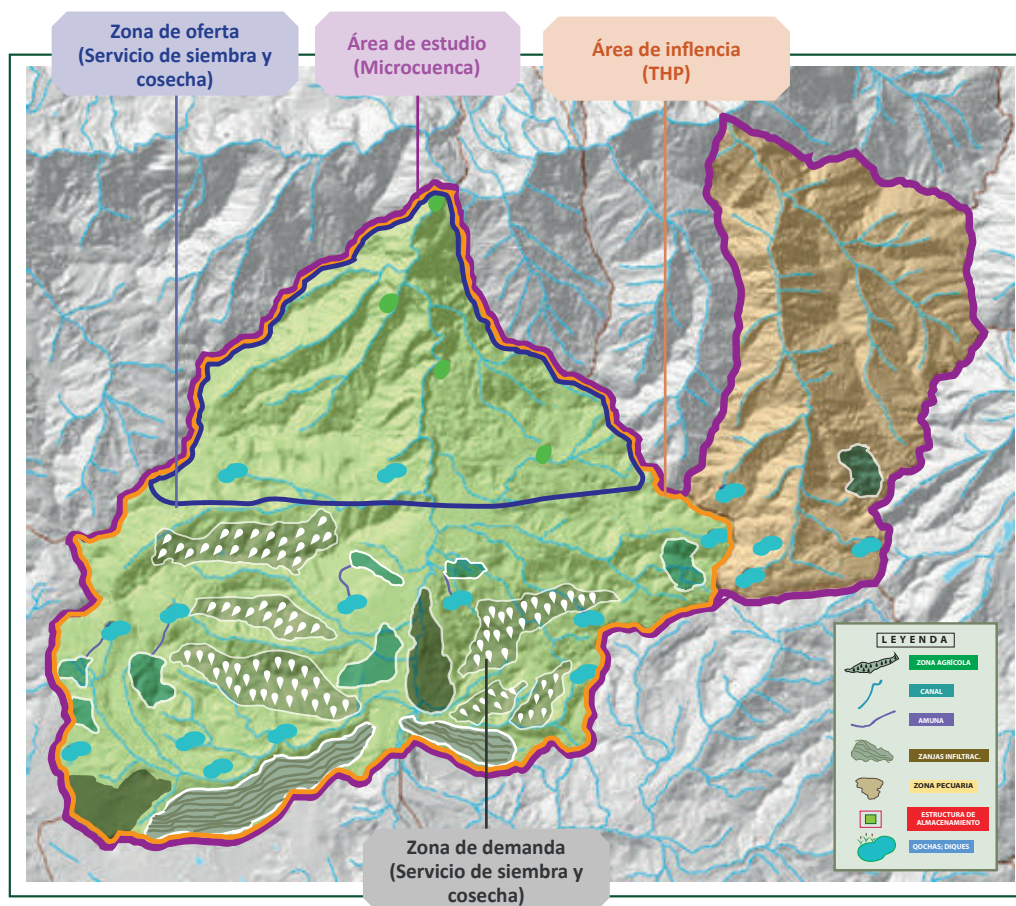 Zona de oferta
(Servicio de siembra y
cosecha)
Área de estudio
(Microcuenca)
Área de inflencia
(THP)
LEYENDA
ZONA AGRÍCOLA
CANAL
AMUNA
ZANJAS INFILTRAC.
ZONA PECUARIA
ESTRUCTURA DE
ALMACENAMIENTO
QOCHAS; DIQUES
Zona de demanda
(Servicio de siembra y
cosecha)